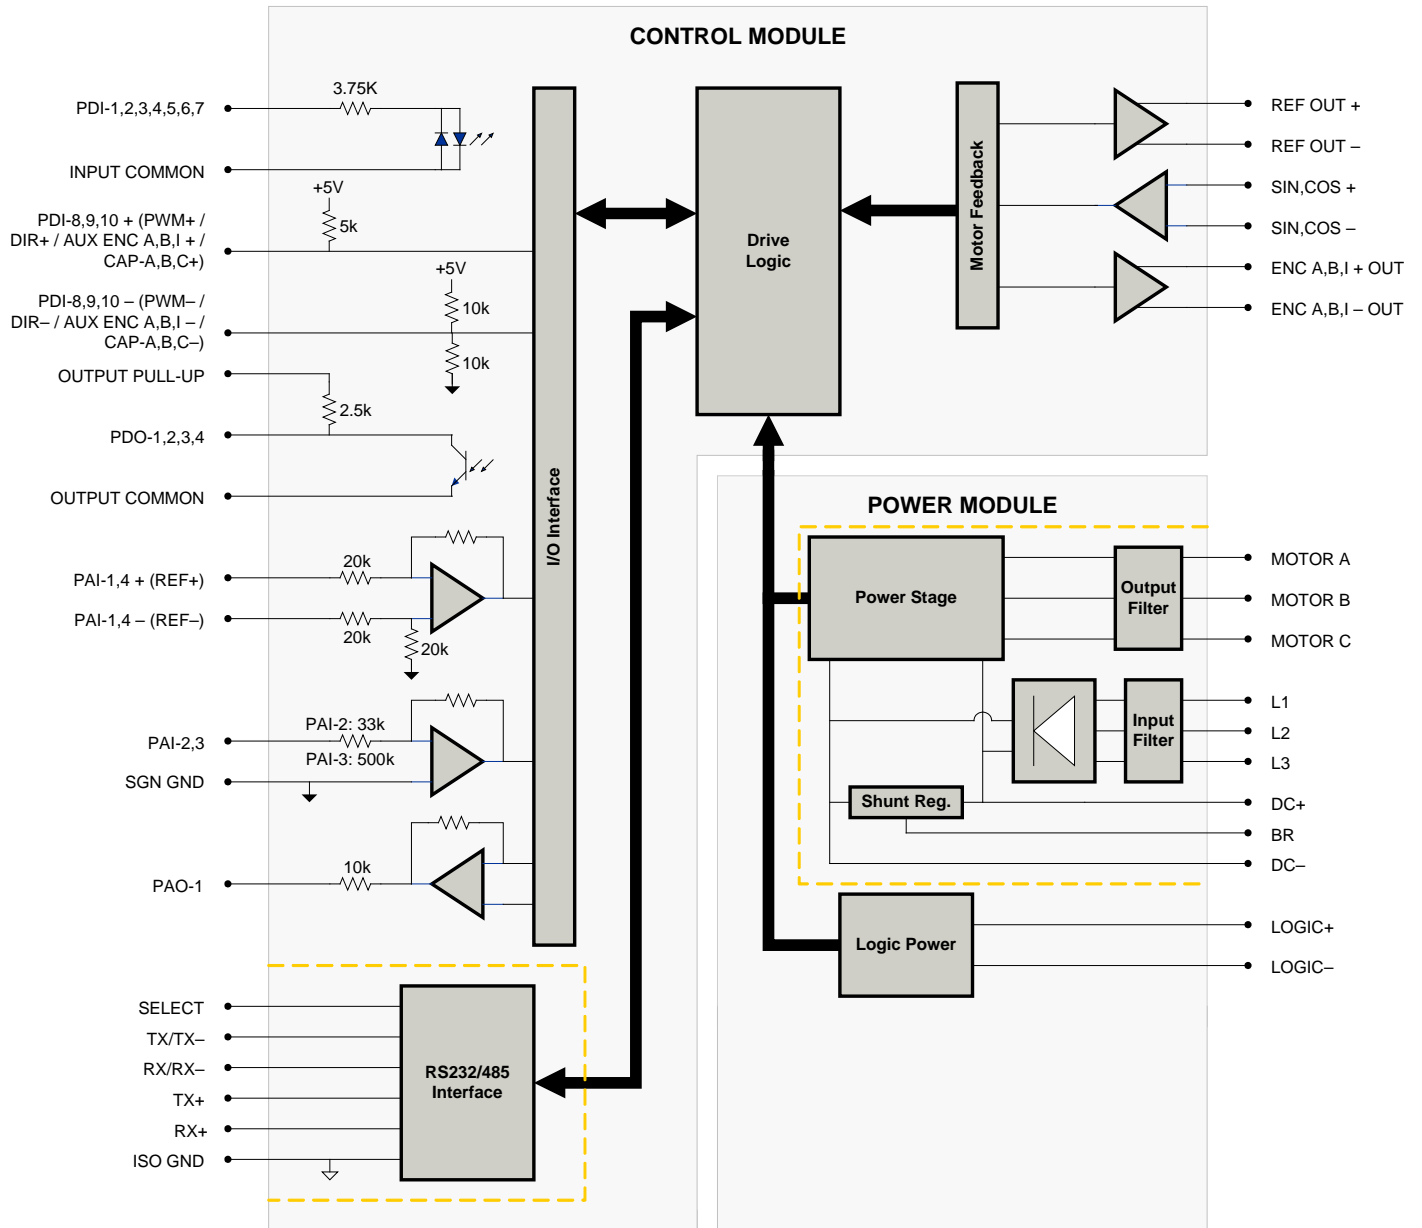 CONTROL MODULE
PDI-1,2,3,4,5,6,7
3.75K
INPUT COMMON
+5V
5k
PDI-8,9,10 + (PWM+ /
DIR+ / AUX ENC A,B,I + /
CAP-A,B,C+)
+5V
10k
10k
PDI-8,9,10 – (PWM– /
DIR– / AUX ENC A,B,I – /
CAP-A,B,C–)
OUTPUT PULL-UP
2.5k
PDO-1,2,3,4
OUTPUT COMMON
PAI-1,4 + (REF+)
20k
PAI-1,4 – (REF–)
20k
20k
PAI-2,3
PAI-2: 33k
PAI-3: 500k
SGN GND
PAO-1
10k
I/O Interface
SELECT
TX/TX–
RX/RX–
TX+
RX+
ISO GND
RS232/485
Interface
Drive
Logic
Motor Feedback
REF OUT +
REF OUT –
SIN,COS +
SIN,COS –
ENC A,B,I + OUT
ENC A,B,I – OUT
POWER MODULE
Power Stage
Output
Filter
MOTOR A
MOTOR B
MOTOR C
Input
Filter
L1
L2
L3
Shunt Reg.
DC+
BR
DC–
Logic Power
LOGIC+
LOGIC–